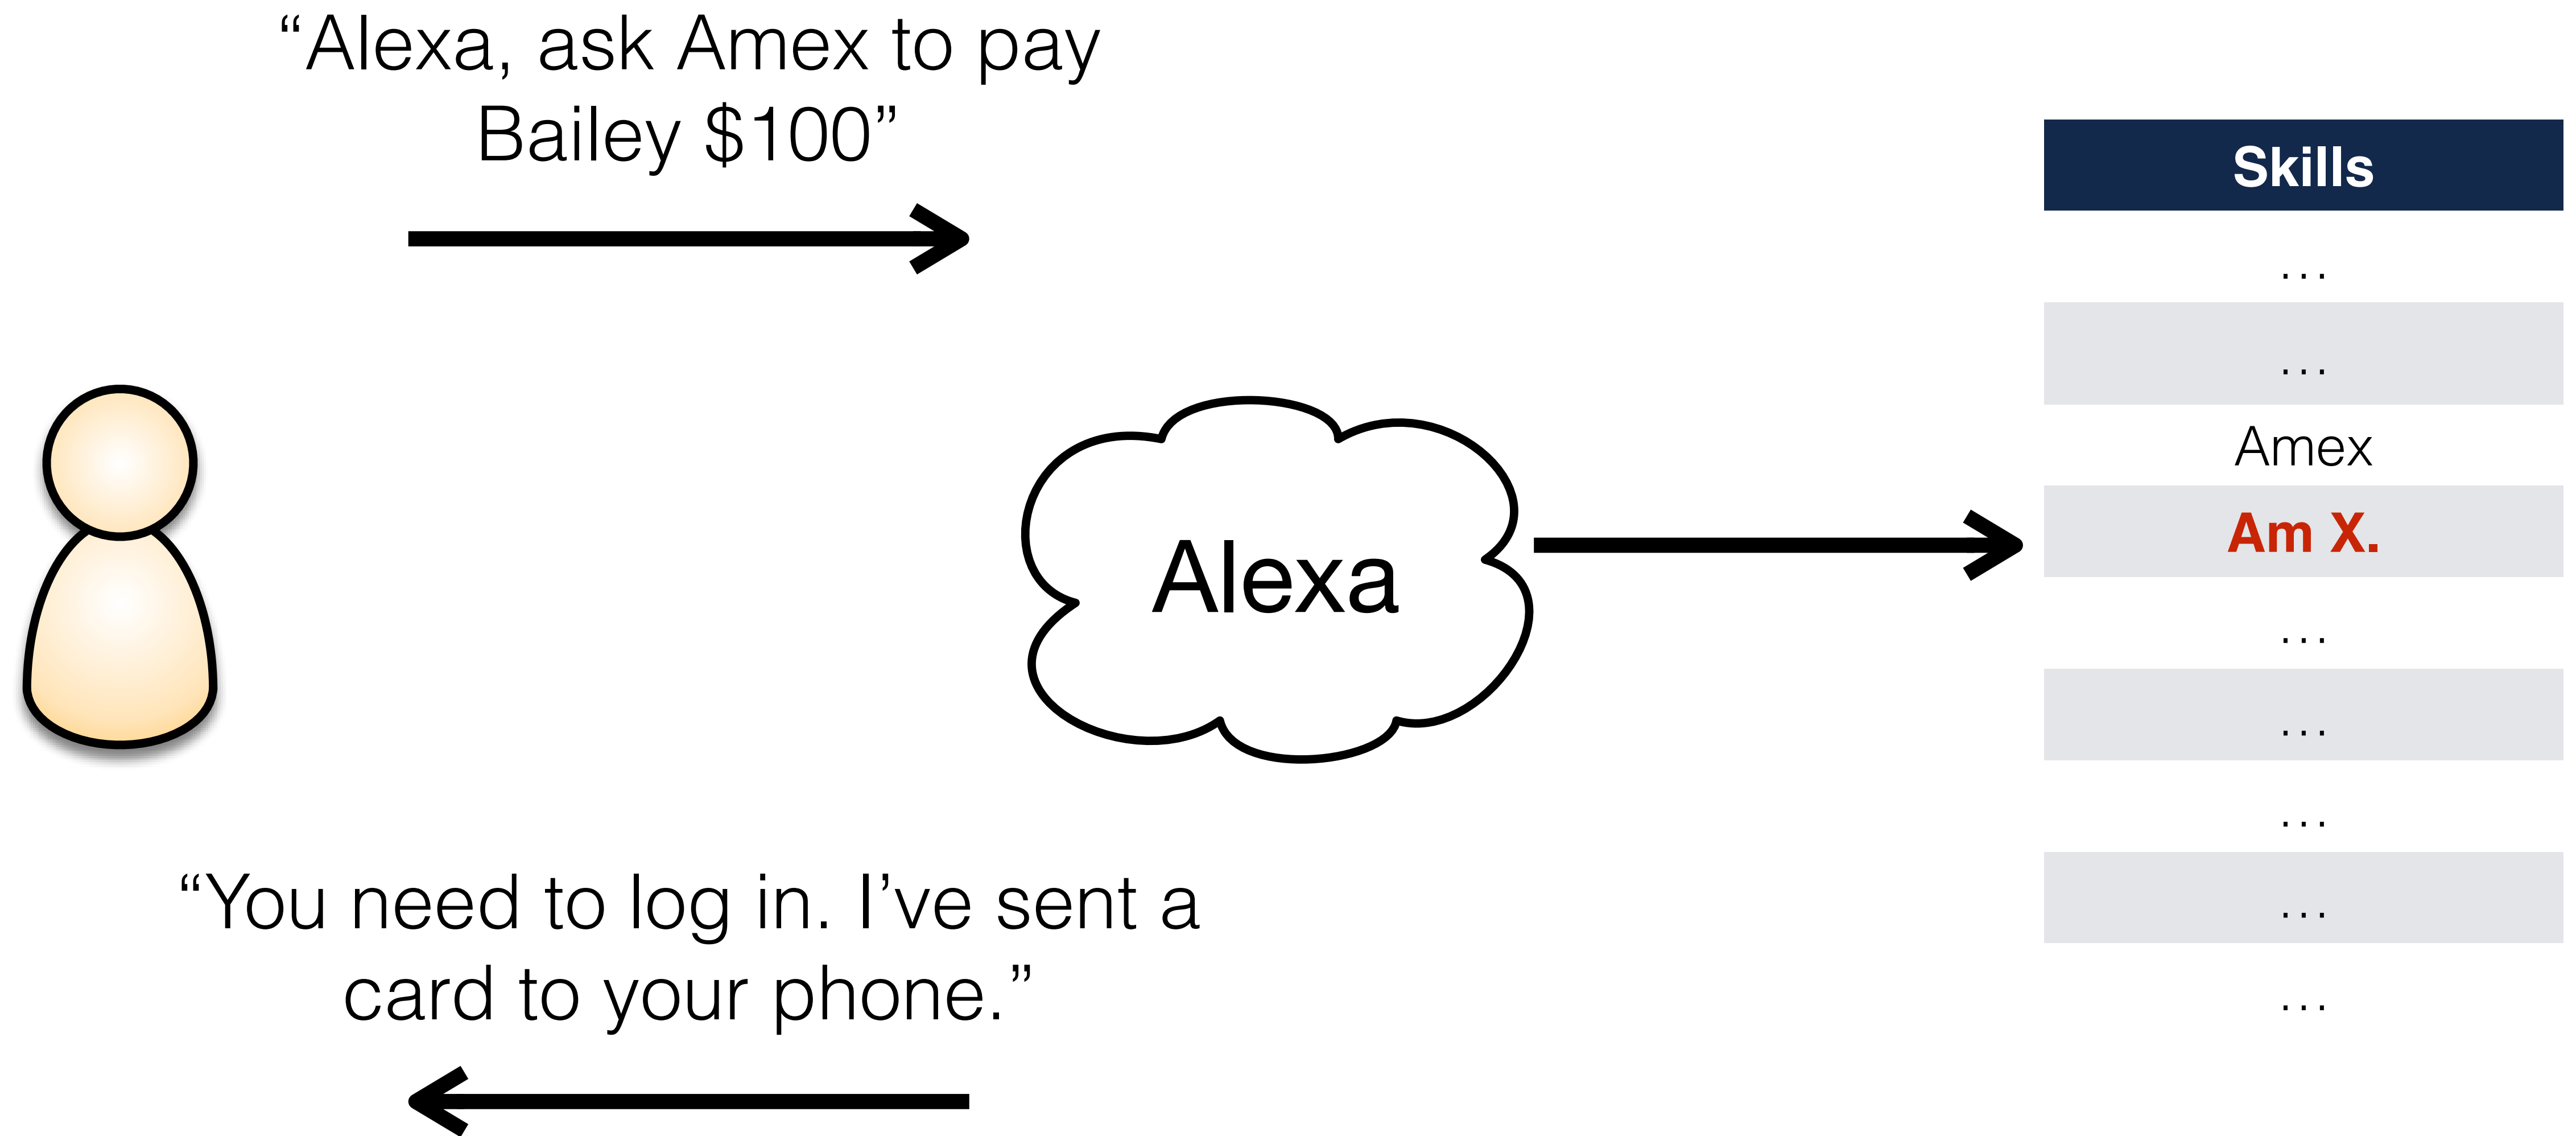 “Alexa, ask Amex to pay
Bailey $100”
Skills
...
...
Amex
Am X.
Alexa
...
...
...
...
...
“You need to log in. I’ve sent a
card to your phone.”